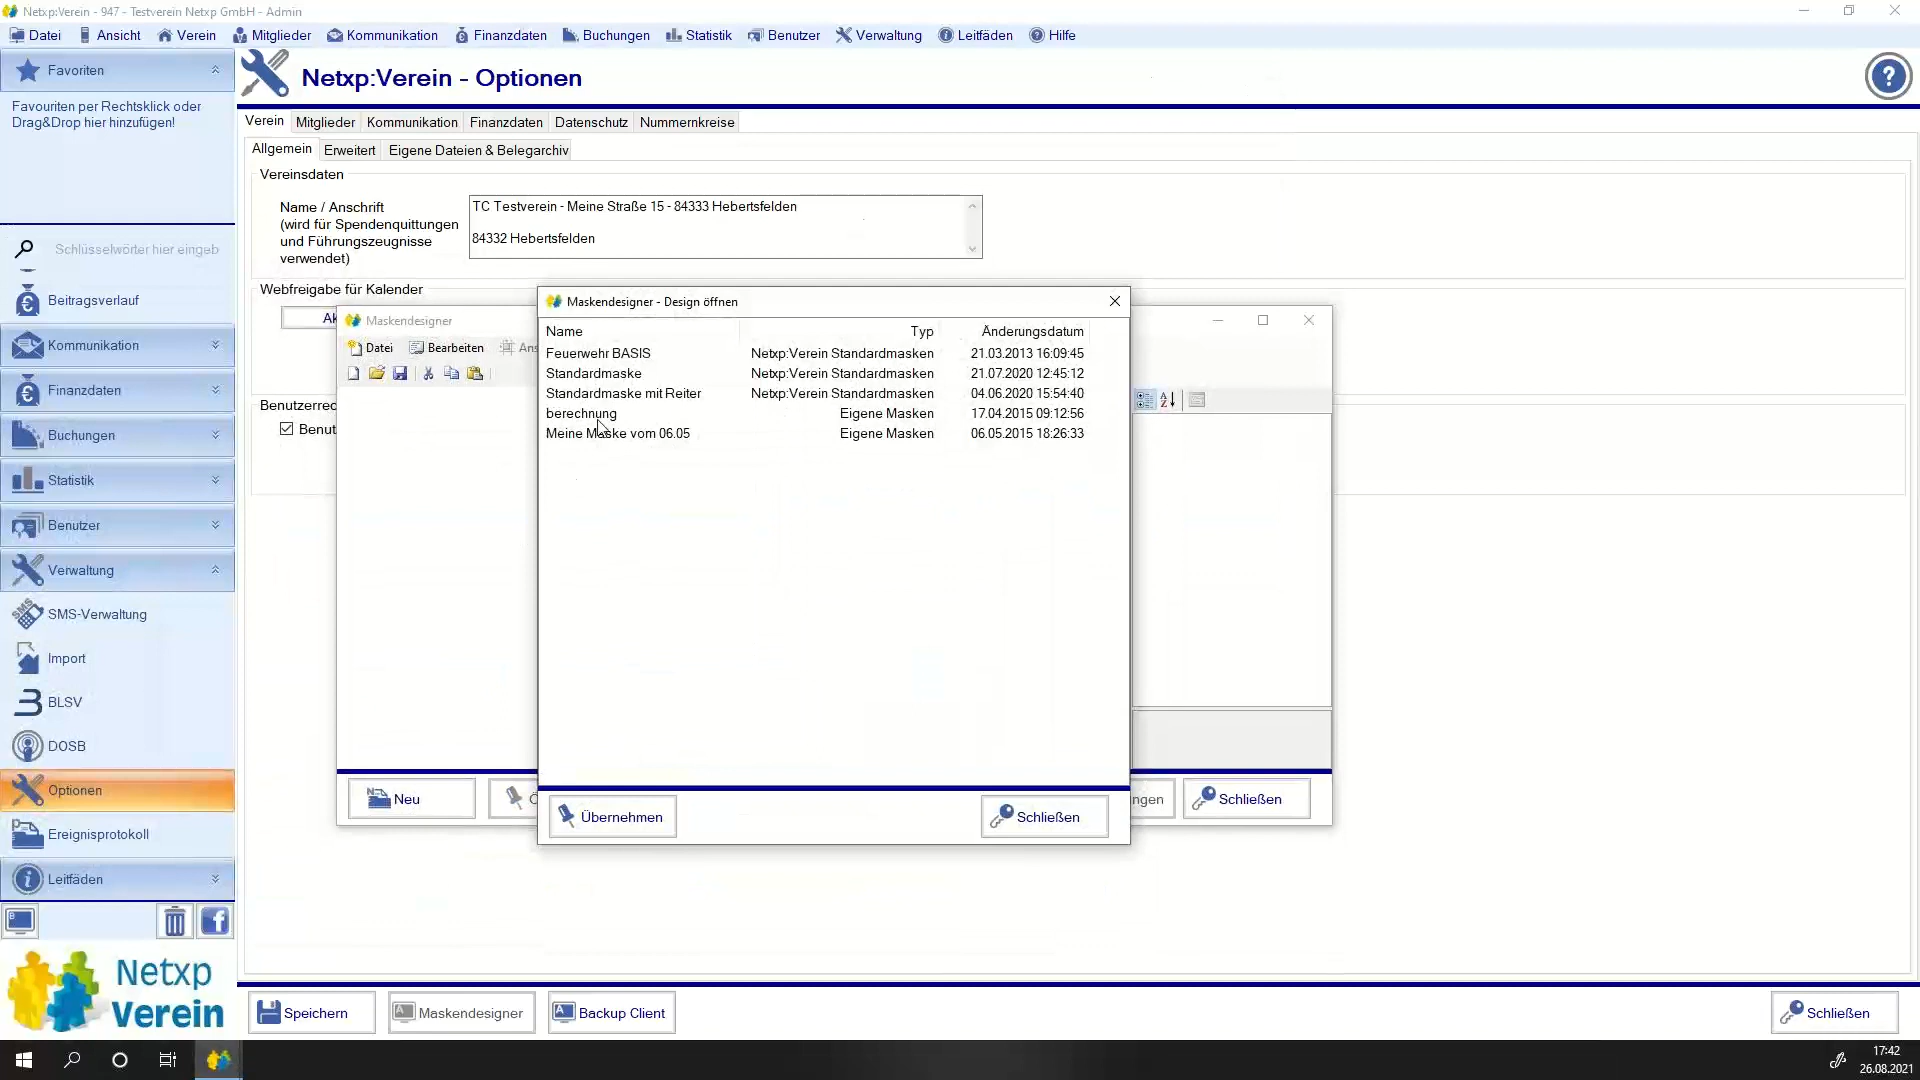 Netxp:Verein - 947 - Testverein Netxp GmbH - Admin
Datei Ansicht Verein Mitglieder Kommunikation Finanzdaten Buchungen Statistik Benutzer Verwaltung Leitfäden Hilfe
Favoriten
Favouriten per Rechtsklick oder
Drag&Drop hier hinzufügen!
Schlüsselwörter hier eingeb
Beitragsverlauf
Kommunikation
Finanzdaten
Buchungen
Statistik
Benutzer
Verwaltung
SMS-Verwaltung
Import
BLSV
DOSB
Optionen
Ereignisprotokoll
Leitfäden
Netxp
Verein
Netxp:Verein - Optionen
Verein Mitglieder Kommunikation Finanzdaten Datenschutz Nummernkreise
Allgemein Erweitert Eigene Dateien & Belegarchiv
Vereinsdaten
Name / Anschrift
(wird für Spendenquittungen
und Führungszeugnisse
verwendet)
TC Testverein - Meine Straße 15 - 84333 Hebertsfelden
84332 Hebertsfelden
Webfreigabe für Kalender
Ak
Benutzerrec
Benut
Maskendesigner
Datei Bearbeiten Ans
Neu
Ö
ngen
Schließen
Maskendesigner - Design öffnen
Name Typ Änderungsdatum
Feuerwehr BASIS Netxp:Verein Standardmasken 21.03.2013 16:09:45
Standardmaske Netxp:Verein Standardmasken 21.07.2020 12:45:12
Standardmaske mit Reiter Netxp:Verein Standardmasken 04.06.2020 15:54:40
berechnung Eigene Masken 17.04.2015 09:12:56
Meine Maske vom 06.05 Eigene Masken 06.05.2015 18:26:33
Übernehmen Schließen
Speichern Maskendesigner Backup Client Schließen
17:42
26.08.2021